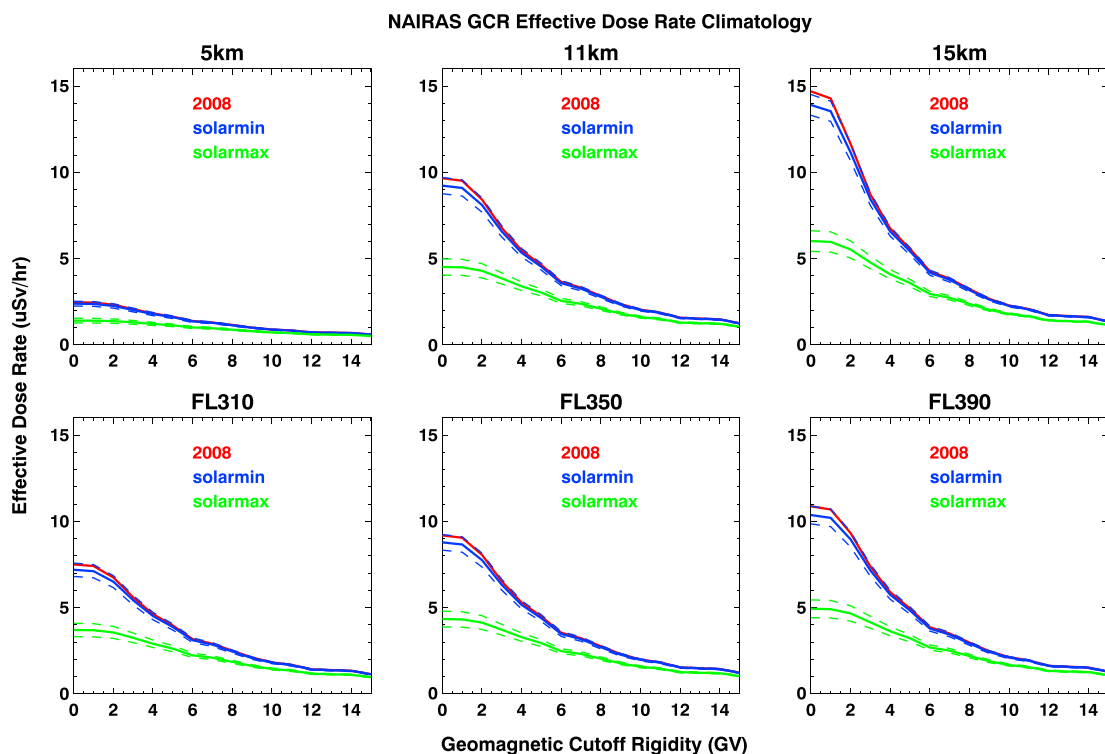 NAIRAS GCR Effective Dose Rate Climatology
5km
11km
15km
15
10
5
0
2008
solarmin
solarmax
0 2 4 6 8 10 12 14
15
10
5
0
2008
solarmin
solarmax
0 2 4 6 8 10 12 14
15
10
5
0
2008
solarmin
solarmax
0 2 4 6 8 10 12 14
Effective Dose Rate (uSv/hr)
FL310
FL350
FL390
15
10
5
0
2008
solarmin
solarmax
0 2 4 6 8 10 12 14
15
10
5
0
2008
solarmin
solarmax
0 2 4 6 8 10 12 14
15
10
5
0
2008
solarmin
solarmax
0 2 4 6 8 10 12 14
Geomagnetic Cutoff Rigidity (GV)